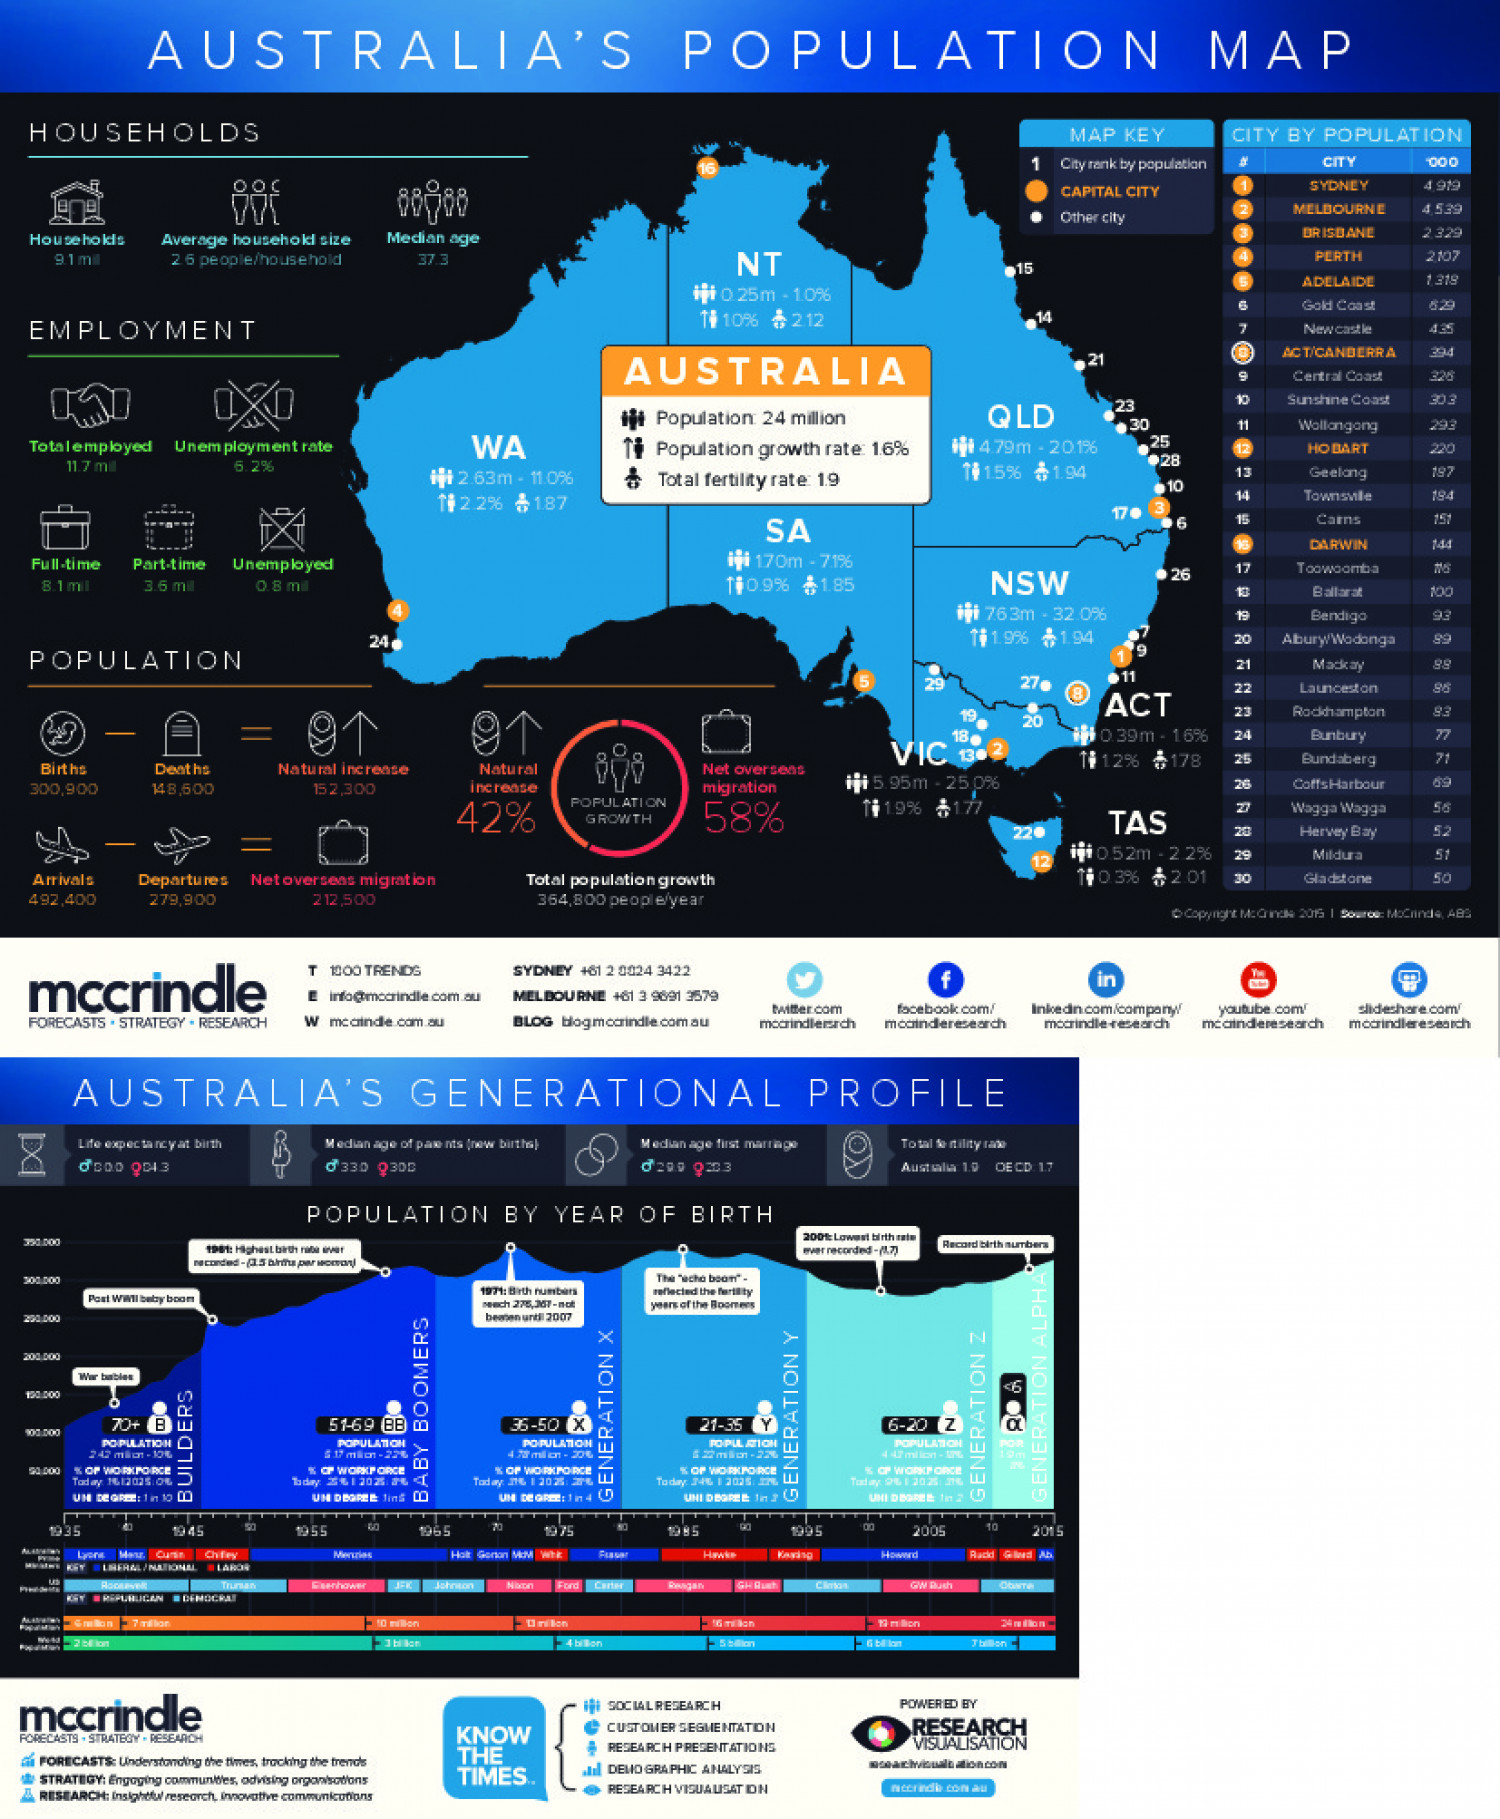 AUSTRALIA'S POPULATION MAP
HOUSEHOLDS
Households
9.1 mil
Average household size
2.6 people/household
Median age
37.3
EMPLOYMENT
Total employed
11.7 mil
Unemployment rate
6.2%
Full-time
8.1 mil
Part-time
3.6 mil
Unemployed
0.8 mil
POPULATION
Births
300,900
Deaths
148,600
Natural increase
152,300
Arrivals
492,400
Departures
279,900
Net overseas migration
212,500
Natural
increase
42%
POPULATION
GROWTH
Net overseas
migration
58%
Total population growth
364,800 people/year
AUSTRALIA
Population: 24 million
Population growth rate: 1.6%
Total fertility rate: 1.9
NT
0.25m - 1.0%
1.0% 2.12
WA
2.63m - 11.0%
2.2% 1.87
SA
1.70m - 7.1%
0.9% 1.85
QLD
4.79m - 20.1%
1.5% 1.94
NSW
7.63m - 32.0%
1.9% 1.94
ACT
0.39m - 1.6%
1.2% 1.78
VIC
5.95m - 25.0%
1.9% 1.77
TAS
0.52m - 2.2%
0.3% 2.01
16
15
14
21
23
30
25
28
10
3
17
6
26
7
9
1
11
8
27
20
29
19
18
13
2
5
4
24
22
12
MAP KEY
1 City rank by population
CAPITAL CITY
Other city
CITY BY POPULATION
# CITY '000
1 SYDNEY 4,919
2 MELBOURNE 4,539
3 BRISBANE 2,329
4 PERTH 2,107
5 ADELAIDE 1,318
6 Gold Coast 629
7 Newcastle 435
8 ACT/CANBERRA 394
9 Central Coast 326
10 Sunshine Coast 303
11 Wollongong 293
12 HOBART 220
13 Geelong 187
14 Townsville 184
15 Cairns 151
16 DARWIN 144
17 Toowoomba 116
18 Ballarat 100
19 Bendigo 93
20 Albury/Wodonga 89
21 Mackay 88
22 Launceston 86
23 Rockhampton 83
24 Bunbury 77
25 Bundaberg 71
26 Coffs Harbour 69
27 Wagga Wagga 56
28 Hervey Bay 52
29 Mildura 51
30 Gladstone 50
© Copyright McCrindle 2015 | Source: McCrindle, ABS
mccrindle
FORECASTS • STRATEGY • RESEARCH
T 1800 TRENDS
E info@mccrindle.com.au
W mccrindle.com.au
SYDNEY +61 2 8824 3422
MELBOURNE +61 3 9691 3579
BLOG blog.mccrindle.com.au
twitter.com
mccrindlersrch
facebook.com/
mccrindleresearch
linkedin.com/company/
mccrindle-research
You Tube
youtube.com/
mccrindleresearch
slideshare.com/
mccrindleresearch
AUSTRALIA'S GENERATIONAL PROFILE
Life expectancy at birth
80.0 84.3
Median age of parents (new births)
33.0 30.8
Median age first marriage
29.9 28.3
Total fertility rate
Australia 1.9 OECD 1.7
POPULATION BY YEAR OF BIRTH
350,000
300,000
250,000
200,000
150,000
100,000
50,000
War babies
Post WWII baby boom
1961: Highest birth rate ever
recorded - (3.5 births per woman)
1971: Birth numbers
reach 276,361 - not
beaten until 2007
The "echo boom" -
reflected the fertility
years of the Boomers
2001: Lowest birth rate
ever recorded - (1.7)
Record birth numbers
70+ B
POPULATION
2.42 million - 10%
% OF WORKFORCE
UNI DEGREE: 1 in 10
BUILDERS
51-69 BB
POPULATION
% OF WORKFORCE
UNI DEGREE: 1 in 5
BABY BOOMERS
36-50 X
POPULATION
% OF WORKFORCE
UNI DEGREE: 1 in 4
GENERATION X
21-35 Y
POPULATION
% OF WORKFORCE
UNI DEGREE: 1 in 3
GENERATION Y
6-20 Z
POPULATION
% OF WORKFORCE
UNI DEGREE: 1 in 2
GENERATION Z
<6
α
GENERATION ALPHA
1935 40 1945 50 1955 60 1965 70 1975 80 1985 90 1995 00 2005 10 2015
Australian Prime Ministers
Lyons Menz. Curtin Chifley Menzies Holt Gorton McM Whit. Fraser Hawke Keating Howard Rudd Gillard Ab.
KEY LIBERAL/NATIONAL LABOR
US Presidents
Roosevelt Truman Eisenhower JFK Johnson Nixon Ford Carter Reagan GH Bush Clinton GW Bush Obama
KEY REPUBLICAN DEMOCRAT
Australian Population
6 million 7 million 10 million 13 million 16 million 19 million 24 million
World Population
2 billion 3 billion 4 billion 5 billion 6 billion 7 billion
mccrindle
FORECASTS • STRATEGY • RESEARCH
FORECASTS: Understanding the times, tracking the trends
STRATEGY: Engaging communities, advising organisations
RESEARCH: Insightful research, innovative communications
KNOW
THE
TIMES
SOCIAL RESEARCH
CUSTOMER SEGMENTATION
RESEARCH PRESENTATIONS
DEMOGRAPHIC ANALYSIS
RESEARCH VISUALISATION
POWERED BY
RESEARCH
VISUALISATION
researchvisualisation.com
mccrindle.com.au